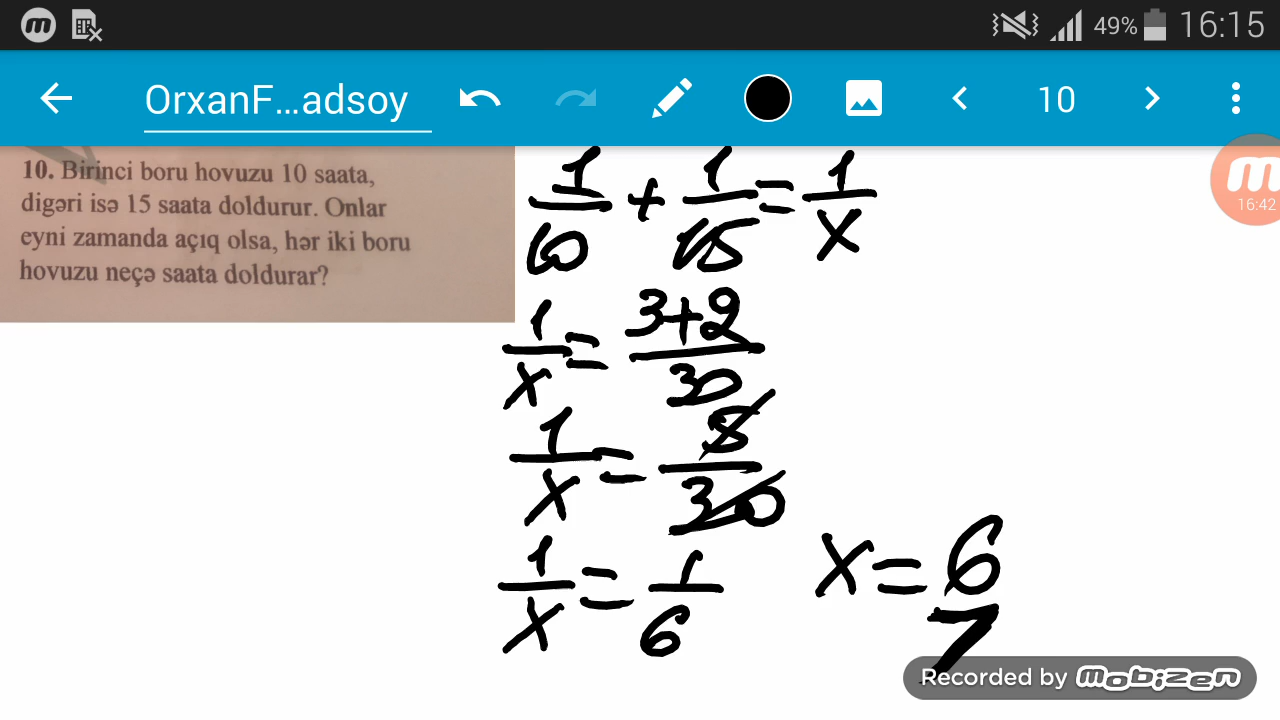 49% 16:15
OrxanF...adsoy 10
16:42
10. Birinci boru hovuzu 10 saata,
digəri isə 15 saata doldurur. Onlar
eyni zamanda açıq olsa, hər iki boru
hovuzu neçə saata doldurar?
1/10 + 1/15 = 1/x
1/x = 3+2/30
1/x = 5/30
1/x = 1/6
x = 6
Recorded by mobizen